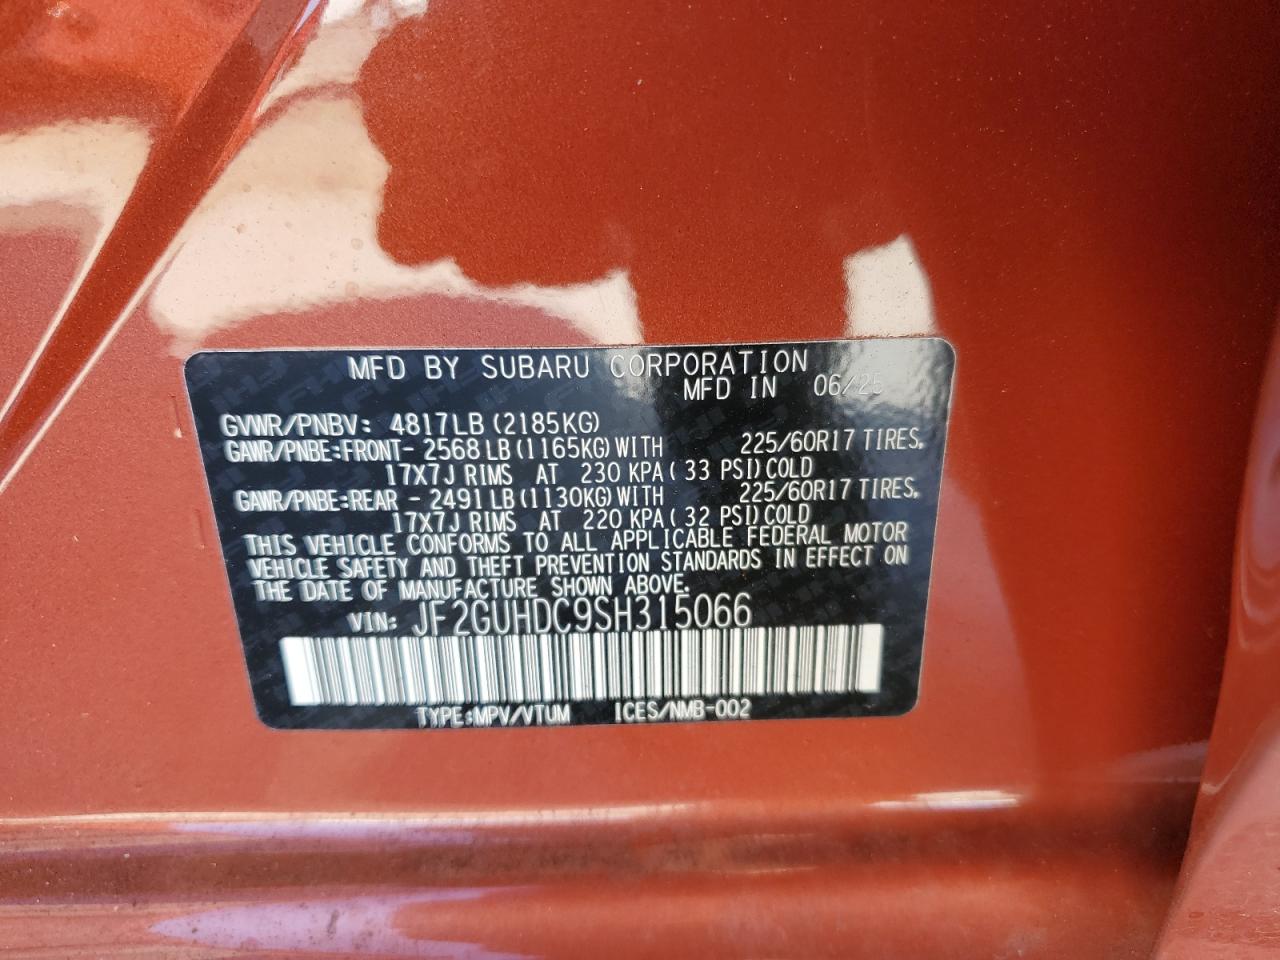 MFD BY SUBARU CORPORATION
MFD IN 06/25
GVWR/PNBV: 4817LB (2185KG)
GAWR/PNBE:FRONT- 2568 LB (1165KG) WITH 225/60R17 TIRES,
17X7J RIMS AT 230 KPA ( 33 PSI) COLD
GAWR/PNBE:REAR - 2491 LB (1130KG) WITH 225/60R17 TIRES,
17X7J RIMS AT 220 KPA ( 32 PSI) COLD
THIS VEHICLE CONFORMS TO ALL APPLICABLE FEDERAL MOTOR
VEHICLE SAFETY AND THEFT PREVENTION STANDARDS IN EFFECT ON
THE DATE OF MANUFACTURE SHOWN ABOVE.
VIN: JF2GUHDC9SH315066
TYPE:MPV/VTUM ICES/NMB-002